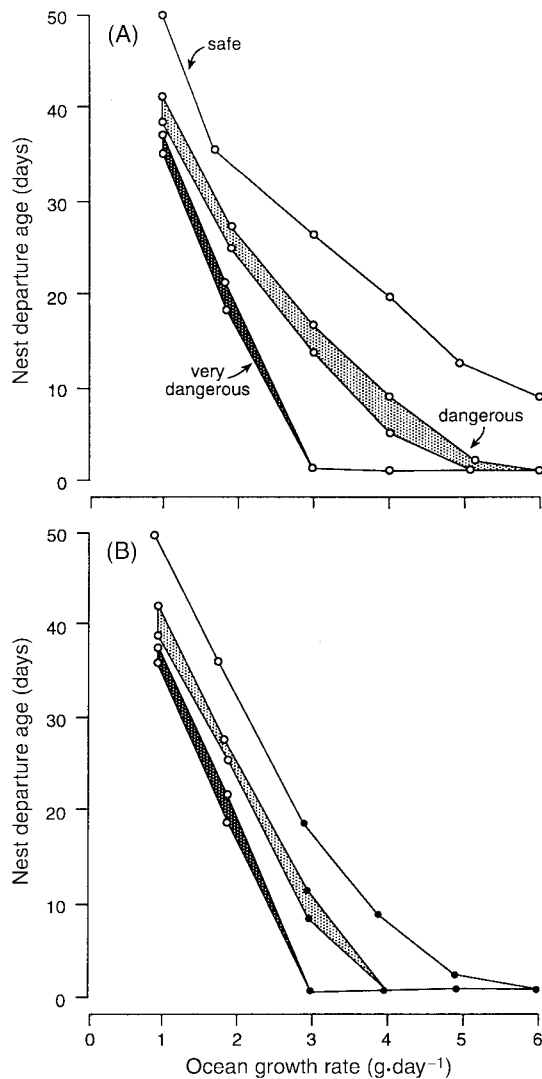 50
(A)
safe
40
30
20
10
0
Nest departure age (days)
very
dangerous
dangerous
50
(B)
40
30
20
10
0
Nest departure age (days)
0 1 2 3 4 5 6
Ocean growth rate (g·day⁻¹)